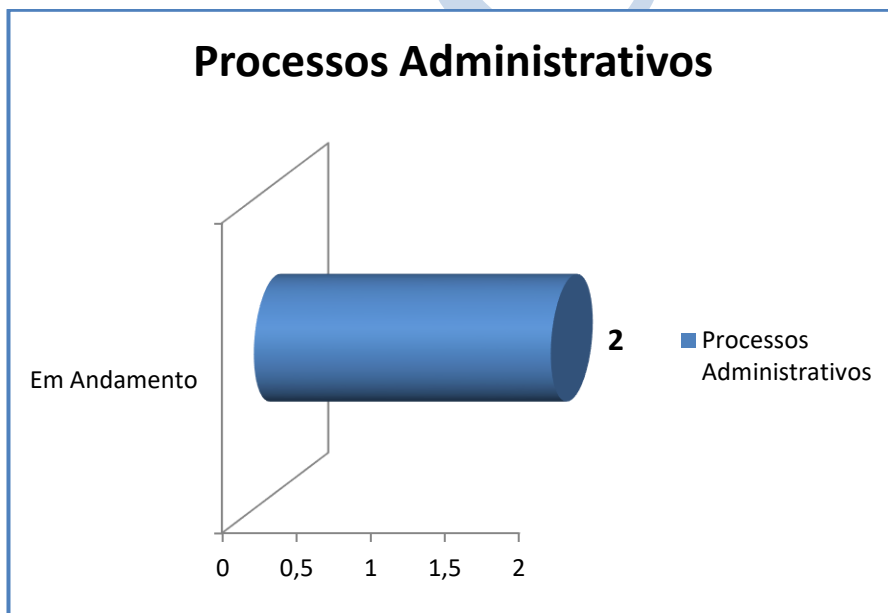 Processos Administrativos
Em Andamento
2
Processos
Administrativos
0 0,5 1 1,5 2